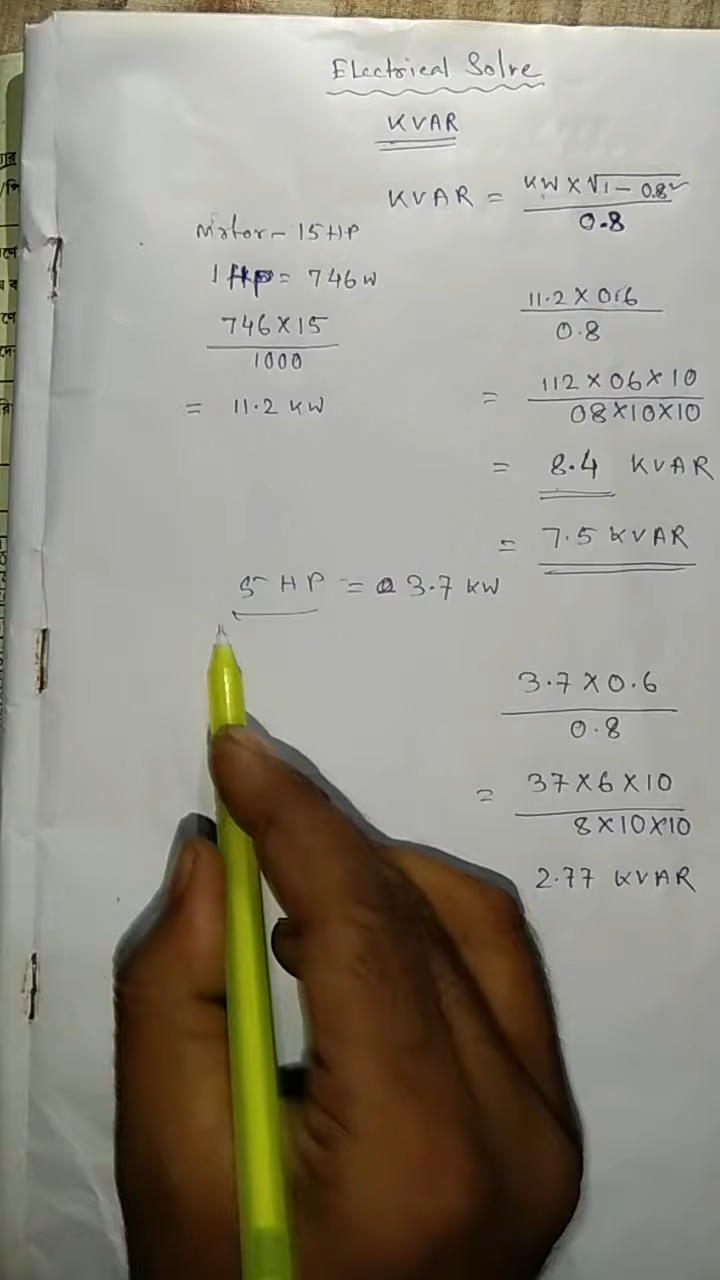 Electrical Solve
KVAR
KVAR = KW X √1 - 0.8²
0.8
Motor - 15 HP
1 HP = 746 W
746 X 15
1000
= 11.2 KW
11.2 X 0.6
0.8
= 112 X 06 X 10
08 X 10 X 10
= 8.4 KVAR
= 7.5 KVAR
5 HP = 3.7 KW
3.7 X 0.6
0.8
= 37 X 6 X 10
8 X 10 X 10
2.77 KVAR